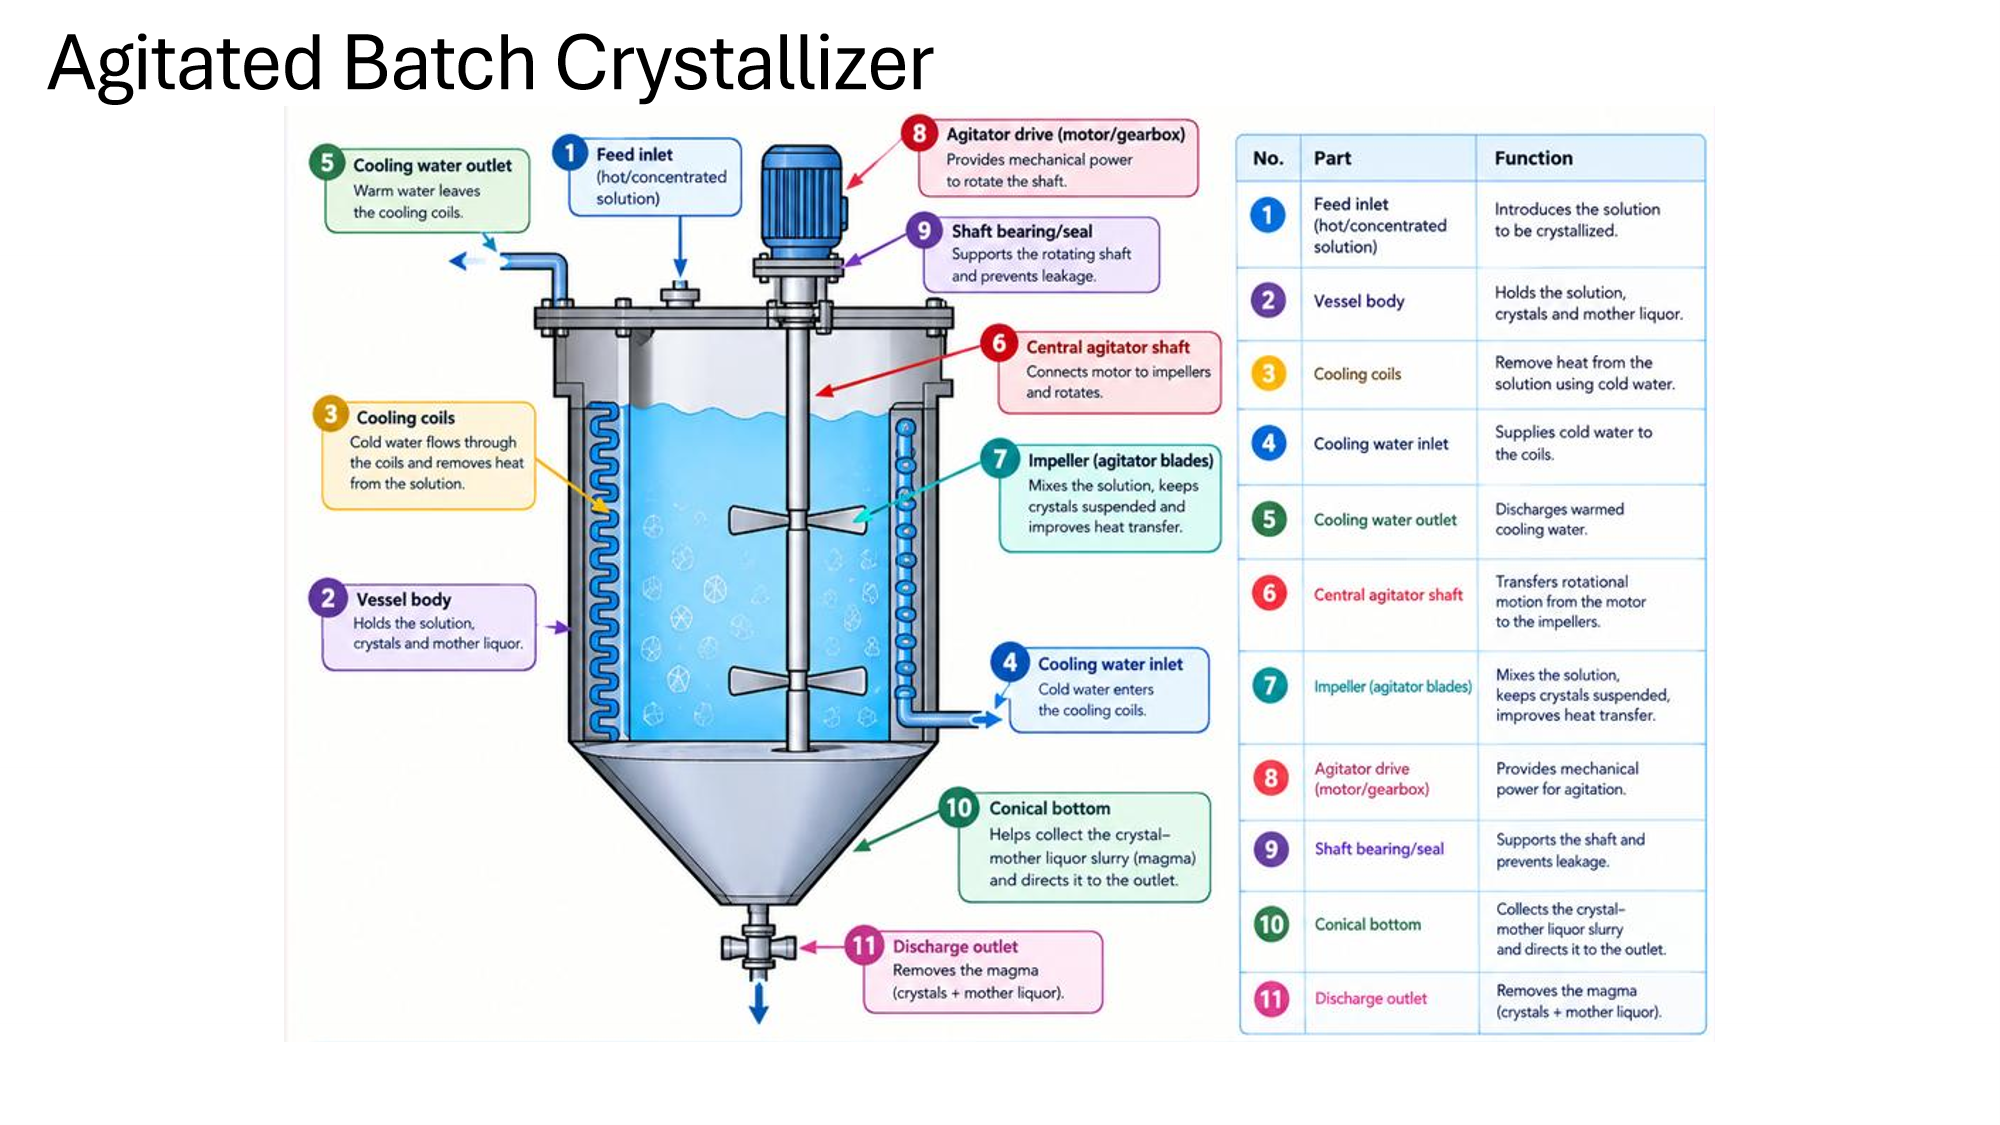 Agitated Batch Crystallizer
5
Cooling water outlet
Warm water leaves
the cooling coils.
1
Feed inlet
(hot/concentrated
solution)
8
Agitator drive (motor/gearbox)
Provides mechanical power
to rotate the shaft.
9
Shaft bearing/seal
Supports the rotating shaft
and prevents leakage.
6
Central agitator shaft
Connects motor to impellers
and rotates.
3
Cooling coils
Cold water flows through
the coils and removes heat
from the solution.
7
Impeller (agitator blades)
Mixes the solution, keeps
crystals suspended and
improves heat transfer.
2
Vessel body
Holds the solution,
crystals and mother liquor.
4
Cooling water inlet
Cold water enters
the cooling coils.
10
Conical bottom
Helps collect the crystal–
mother liquor slurry (magma)
and directs it to the outlet.
11
Discharge outlet
Removes the magma
(crystals + mother liquor).
No. Part Function
1
Feed inlet
(hot/concentrated
solution)
Introduces the solution
to be crystallized.
2
Vessel body
Holds the solution,
crystals and mother liquor.
3
Cooling coils
Remove heat from the
solution using cold water.
4
Cooling water inlet
Supplies cold water to
the coils.
5
Cooling water outlet
Discharges warmed
cooling water.
6
Central agitator shaft
Transfers rotational
motion from the motor
to the impellers.
7
Impeller (agitator blades)
Mixes the solution,
keeps crystals suspended,
improves heat transfer.
8
Agitator drive
(motor/gearbox)
Provides mechanical
power for agitation.
9
Shaft bearing/seal
Supports the shaft and
prevents leakage.
10
Conical bottom
Collects the crystal–
mother liquor slurry
and directs it to the outlet.
11
Discharge outlet
Removes the magma
(crystals + mother liquor).